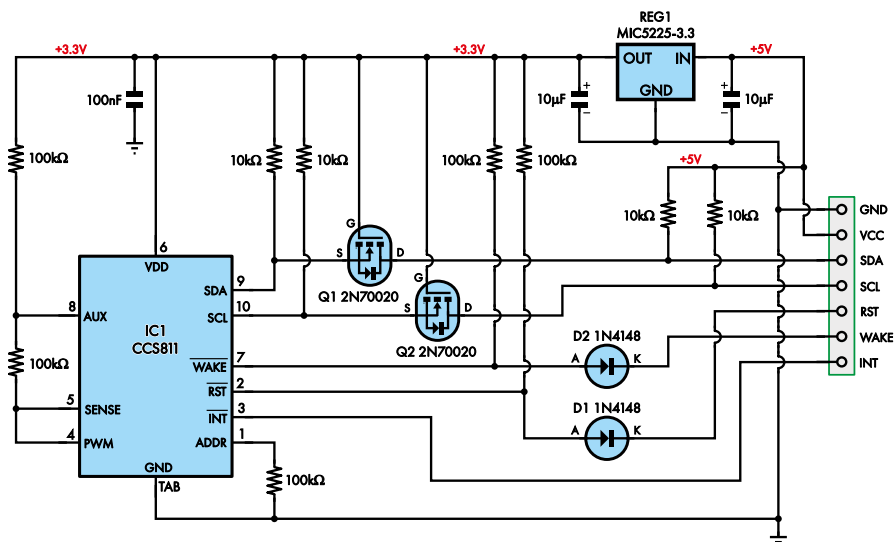 REG1
MIC5225-3.3
+3.3V
+3.3V
OUT
IN
+5V
GND
100nF
10µF
10µF
100kΩ
10kΩ
10kΩ
100kΩ
100kΩ
+5V
10kΩ
10kΩ
G
S
D
Q1 2N70020
G
S
D
Q2 2N70020
6
VDD
9
SDA
10
SCL
8
AUX
IC1
CCS811
7
WAKE
2
RST
3
INT
1
ADDR
5
SENSE
4
PWM
GND
TAB
100kΩ
100kΩ
D2 1N4148
A
K
D1 1N4148
A
K
GND
VCC
SDA
SCL
RST
WAKE
INT